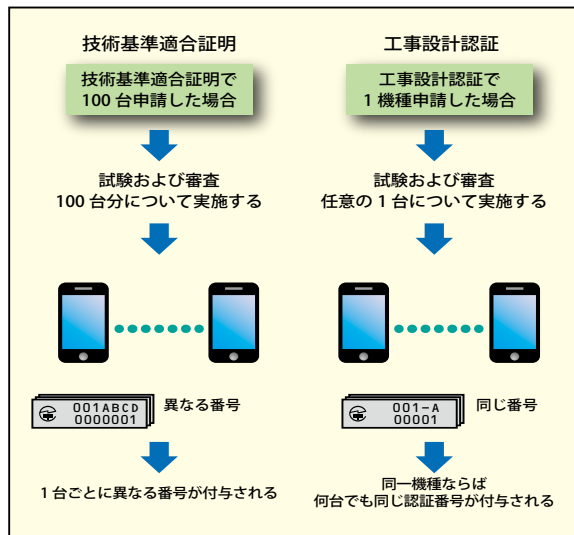 技術基準適合証明
技術基準適合証明で
100 台申請した場合
試験および審査
100 台分について実施する
001ABCD
0000001
異なる番号
1台ごとに異なる番号が付与される
工事設計認証
工事設計認証で
1 機種申請した場合
試験および審査
任意の 1 台について実施する
001-A
00001
同じ番号
同一機種ならば
何台でも同じ認証番号が付与される